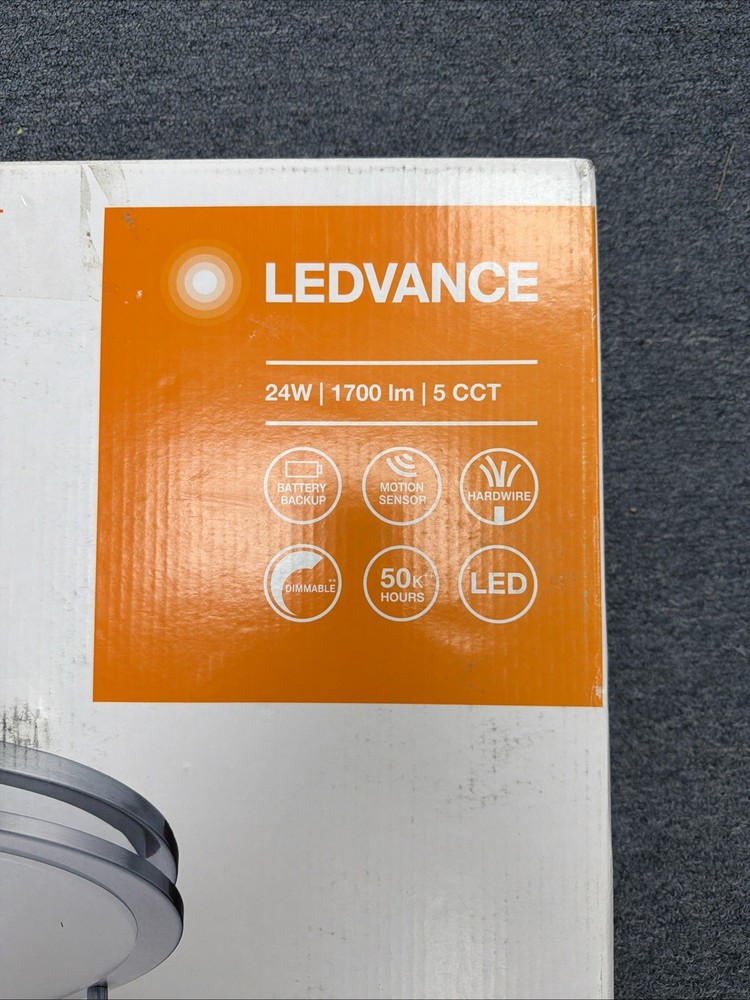 LEDVANCE
24W | 1700 lm | 5 CCT
BATTERY
BACKUP
MOTION
SENSOR
HARDWIRE
DIMMABLE**
50K++
HOURS
LED